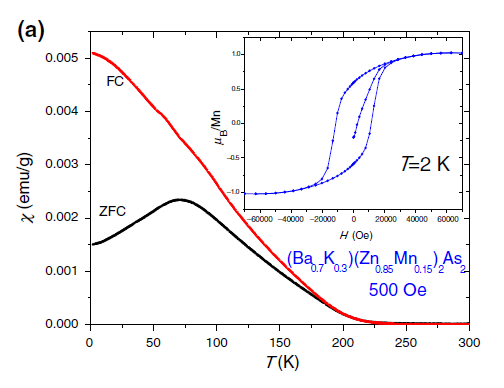 (a)
χ (emu/g)
0.005
0.004
0.003
0.002
0.001
0.000
FC
ZFC
0 50 100 150 200 250 300
T(K)
μB/Mn
1.0
0.5
0.0
-0.5
-1.0
-60000 -40000 -20000 0 20000 40000 60000
H (Oe)
T=2 K
(Ba0.7K0.3)(Zn0.85Mn0.15)2As2
500 Oe